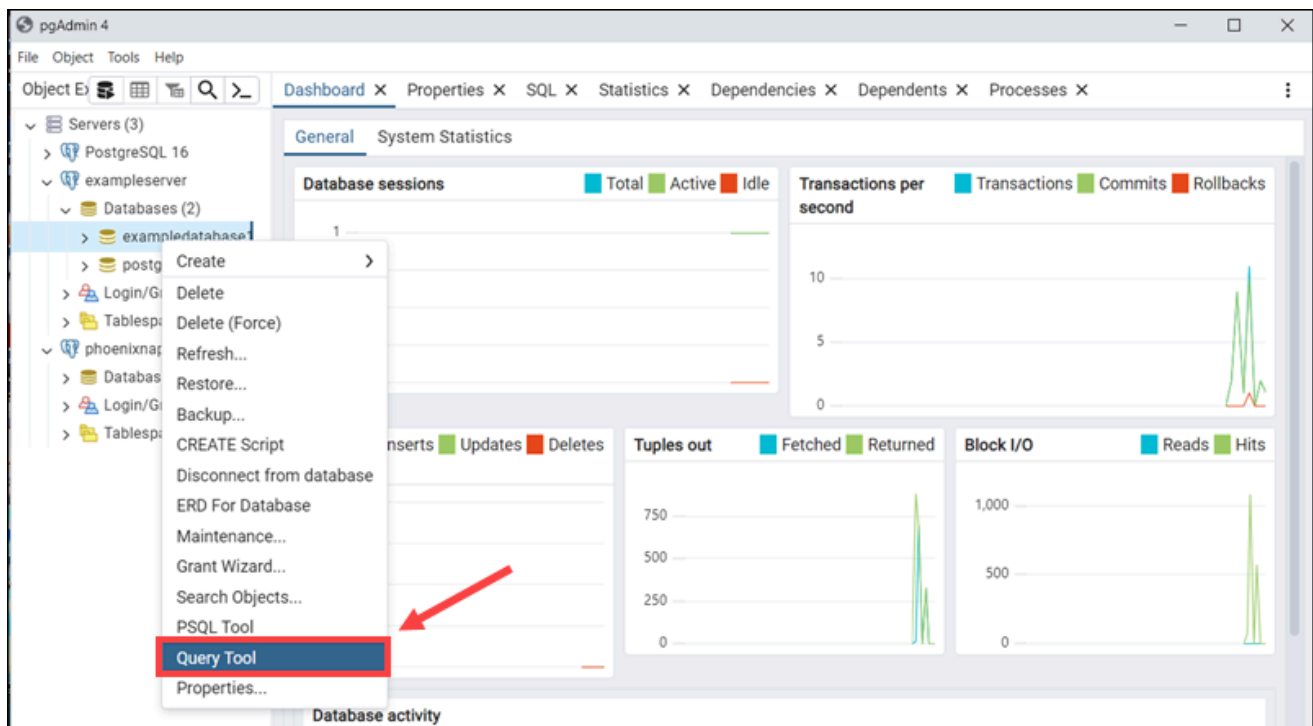 pgAdmin 4
File Object Tools Help
Object Ex Dashboard Properties SQL Statistics Dependencies Dependents Processes
Servers (3)
PostgreSQL 16
exampleserver
Databases (2)
exampledatabase1
postg
Login/Gr
Tablespa
phoenixnap
Databas
Login/Gr
Tablespa
Create
Delete
Delete (Force)
Refresh...
Restore...
Backup...
CREATE Script
Disconnect from database
ERD For Database
Maintenance...
Grant Wizard...
Search Objects...
PSQL Tool
Query Tool
Properties...
General System Statistics
Database sessions Total Active Idle
1
Transactions per
second
Transactions Commits Rollbacks
10
5
0
nserts Updates Deletes
Tuples out Fetched Returned
750
500
250
0
Block I/O Reads Hits
1,000
500
0
Database activity